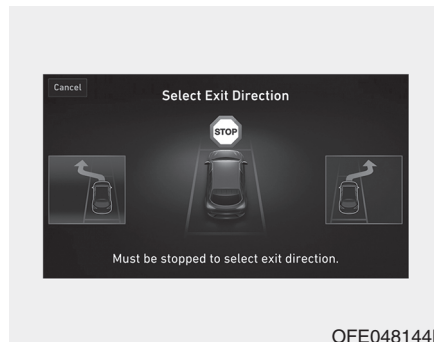 Cancel
Select Exit Direction
STOP
Must be stopped to select exit direction.